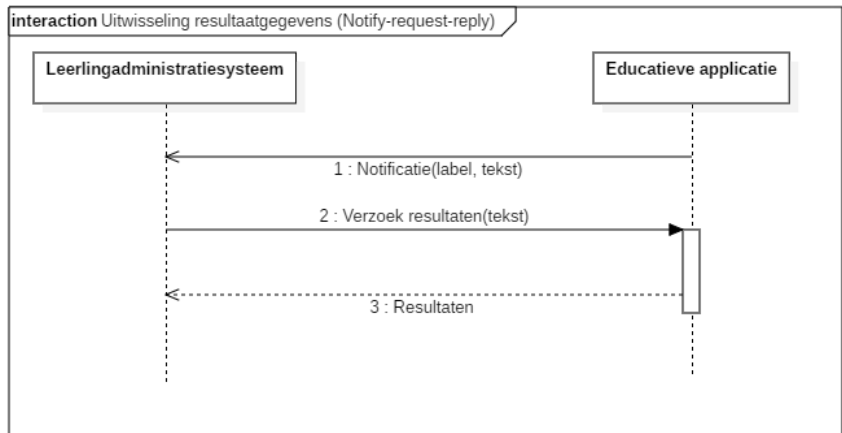 interaction Uitwisseling resultaatgegevens (Notify-request-reply)
Leerlingadministratiesysteem
Educatieve applicatie
1 : Notificatie(label, tekst)
2 : Verzoek resultaten(tekst)
3 : Resultaten